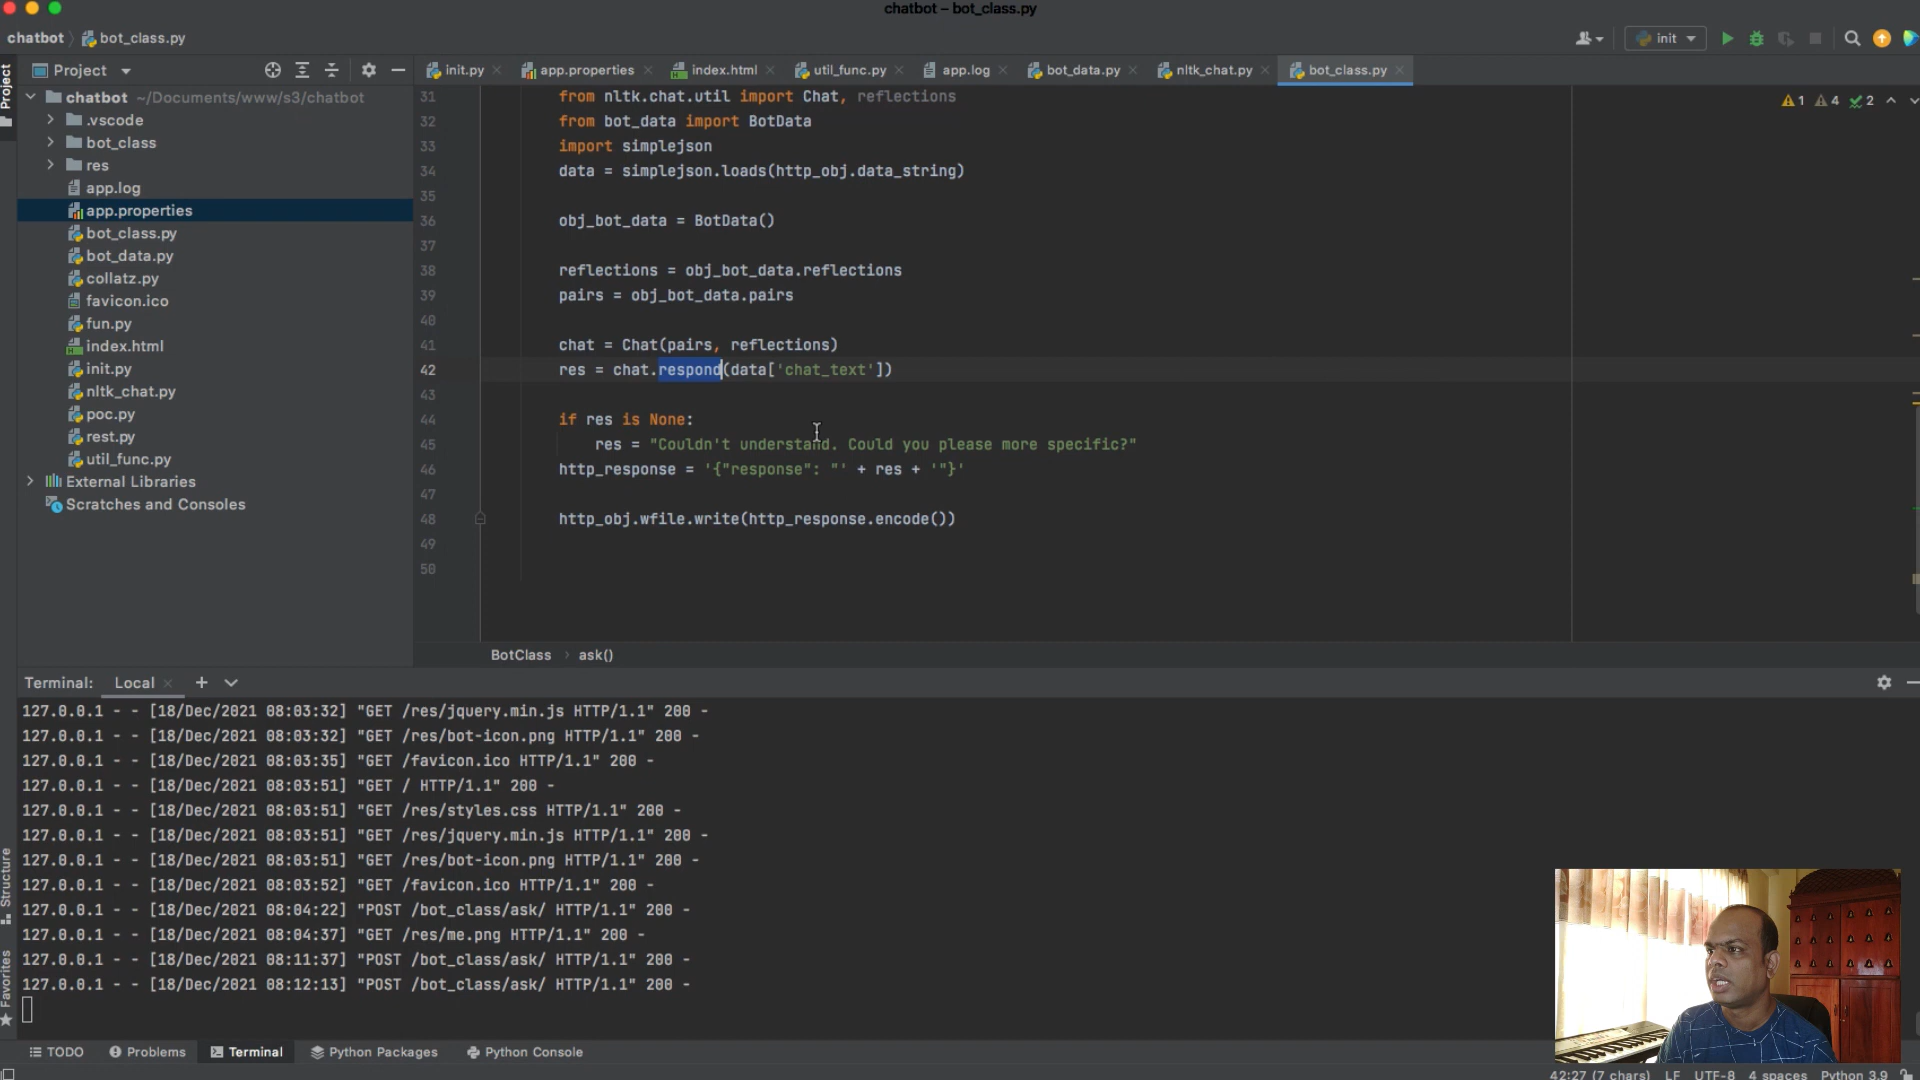 chatbot – bot_class.py
chatbot bot_class.py
init
Project
init.py
app.properties
index.html
util_func.py
app.log
bot_data.py
nltk_chat.py
bot_class.py
Project
chatbot ~/Documents/www/s3/chatbot
.vscode
bot_class
res
app.log
app.properties
bot_class.py
bot_data.py
collatz.py
favicon.ico
fun.py
index.html
init.py
nltk_chat.py
poc.py
rest.py
util_func.py
External Libraries
Scratches and Consoles
1 4 2
31 from nltk.chat.util import Chat, reflections
32 from bot_data import BotData
33 import simplejson
34 data = simplejson.loads(http_obj.data_string)
35
36 obj_bot_data = BotData()
37
38 reflections = obj_bot_data.reflections
39 pairs = obj_bot_data.pairs
40
41 chat = Chat(pairs, reflections)
42 res = chat.respond(data['chat_text'])
43
44 if res is None:
45 res = "Couldn't understand. Could you please more specific?"
46 http_response = '{"response": "' + res + '"}'
47
48 http_obj.wfile.write(http_response.encode())
49
50
BotClass ask()
Terminal: Local
127.0.0.1 - - [18/Dec/2021 08:03:32] "GET /res/jquery.min.js HTTP/1.1" 200 -
127.0.0.1 - - [18/Dec/2021 08:03:32] "GET /res/bot-icon.png HTTP/1.1" 200 -
127.0.0.1 - - [18/Dec/2021 08:03:35] "GET /favicon.ico HTTP/1.1" 200 -
127.0.0.1 - - [18/Dec/2021 08:03:51] "GET / HTTP/1.1" 200 -
127.0.0.1 - - [18/Dec/2021 08:03:51] "GET /res/styles.css HTTP/1.1" 200 -
127.0.0.1 - - [18/Dec/2021 08:03:51] "GET /res/jquery.min.js HTTP/1.1" 200 -
127.0.0.1 - - [18/Dec/2021 08:03:51] "GET /res/bot-icon.png HTTP/1.1" 200 -
127.0.0.1 - - [18/Dec/2021 08:03:52] "GET /favicon.ico HTTP/1.1" 200 -
127.0.0.1 - - [18/Dec/2021 08:04:22] "POST /bot_class/ask/ HTTP/1.1" 200 -
127.0.0.1 - - [18/Dec/2021 08:04:37] "GET /res/me.png HTTP/1.1" 200 -
127.0.0.1 - - [18/Dec/2021 08:11:37] "POST /bot_class/ask/ HTTP/1.1" 200 -
127.0.0.1 - - [18/Dec/2021 08:12:13] "POST /bot_class/ask/ HTTP/1.1" 200 -
Structure
Favorites
TODO Problems Terminal Python Packages Python Console
42:27 (7 chars) LF UTF-8 4 spaces Python 3.9